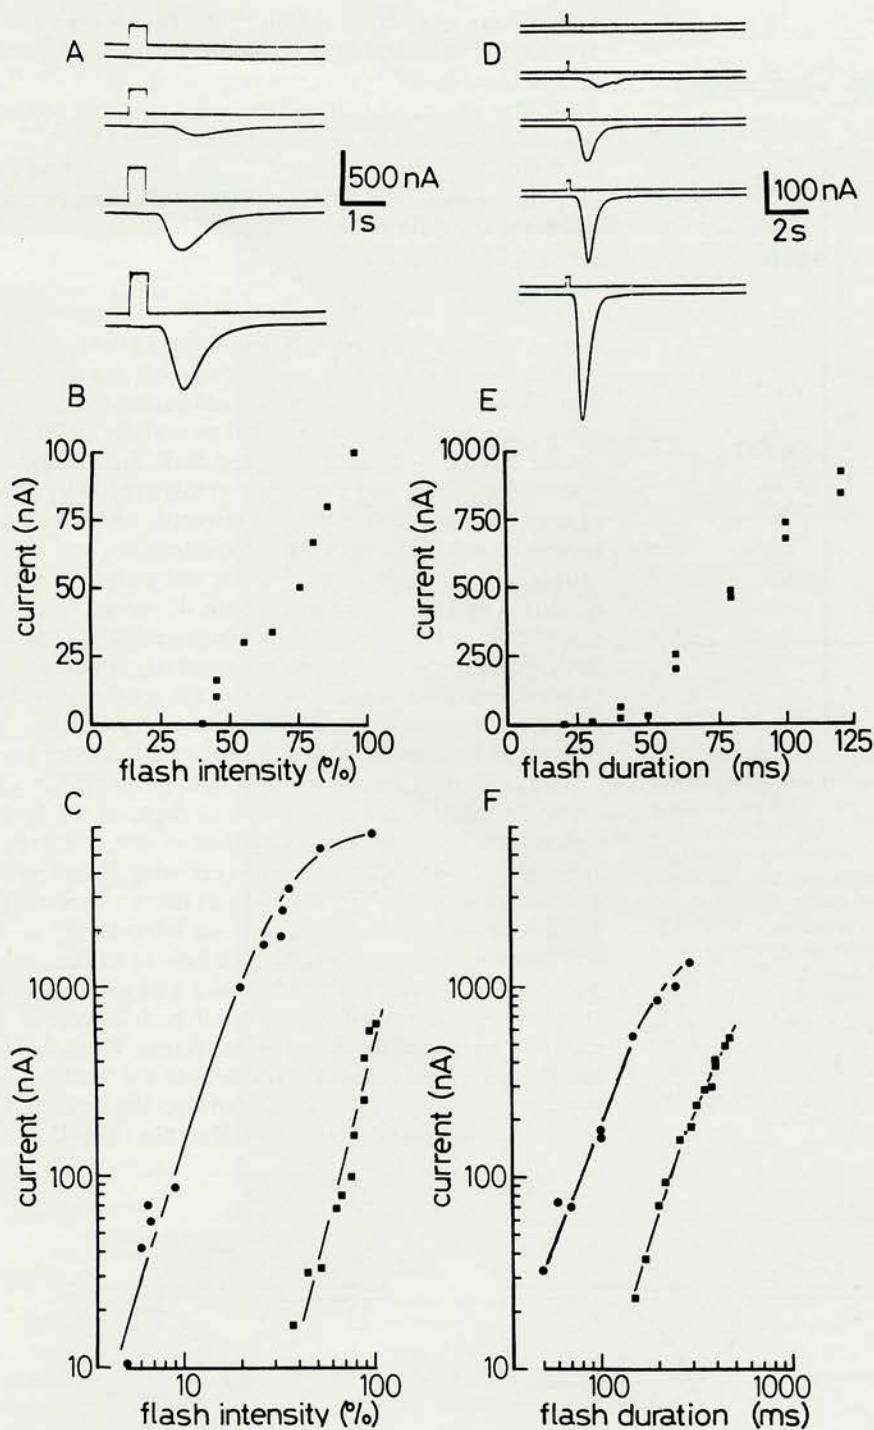 A
500 nA
1s
D
100 nA
2s
B
100
75
50
25
0
current (nA)
0 25 50 75 100
flash intensity (%)
E
1000
750
500
250
0
current (nA)
0 25 50 75 100 125
flash duration (ms)
C
1000
100
10
current (nA)
10 100
flash intensity (%)
F
1000
100
10
current (nA)
100 1000
flash duration (ms)